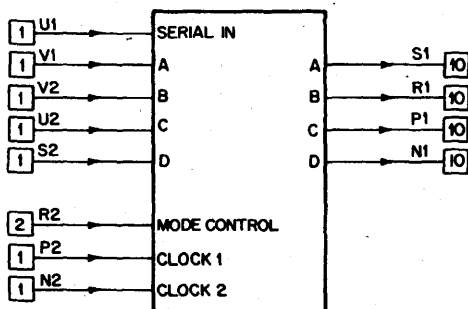 1 U1 SERIAL IN
1 V1 A A S1 10
1 V2 B B R1 10
1 U2 C C P1 10
1 S2 D D N1 10
2 R2 MODE CONTROL
1 P2 CLOCK 1
1 N2 CLOCK 2